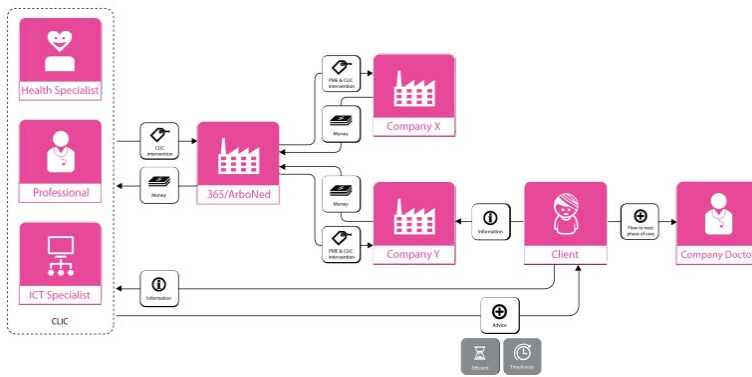 Health Specialist
Professional
ICT Specialist
CLIC
CLIC
intervention
Money
365/ArboNed
PME & CLIC
intervention
Money
Company X
Money
PME & CLIC
intervention
Company Y
Information
Client
Flow to next
phase of care
Company Docto
Information
Advice
Efficient
Timeliness